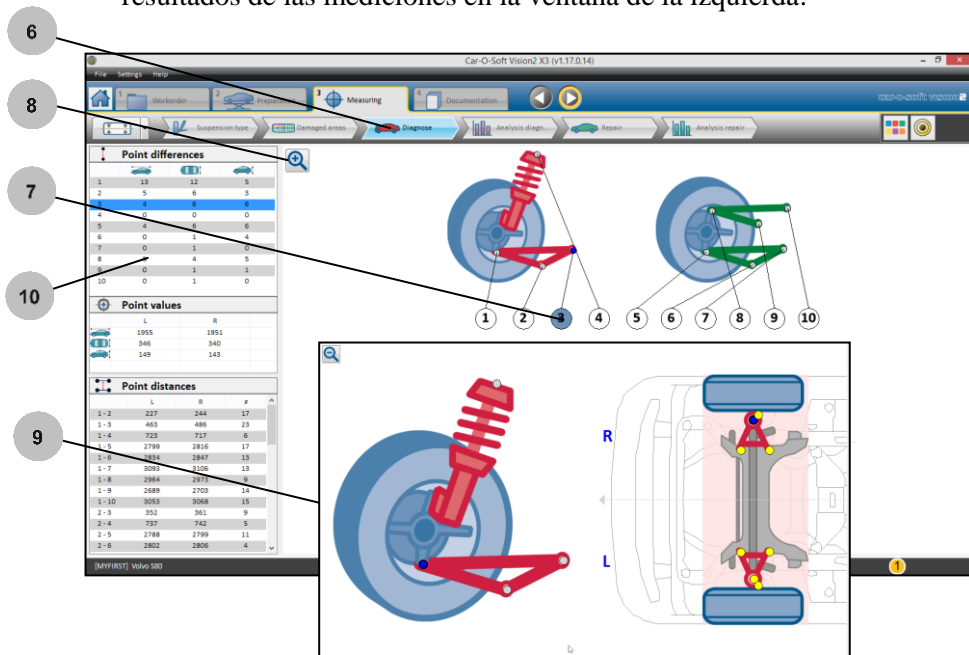 resultados de las mediciones en la ventana de la izquierda.
6
8
7
10
9
Car-O-Soft Vision2 X3 (v1.17.0.14)
File Settings Help
1 Workorder 2 Preparation 3 Measuring 4 Documentation
car-o-soft vision2
Suspension type Damaged areas Diagnose Analysis diagn... Repair Analysis repair
Point differences
1 13 12 5
2 5 6 3
3 4 6 6
4 0 0 0
5 4 6 6
6 0 1 4
7 0 1 0
8 4 5
9 0 1 1
10 0 1 0
Point values
L R
1955 1951
346 340
149 143
Point distances
L R ≠
1 - 2 227 244 17
1 - 3 463 486 23
1 - 4 723 717 6
1 - 5 2799 2816 17
1 - 6 2834 2847 13
1 - 7 3093 3106 13
1 - 8 2964 2973 9
1 - 9 2689 2703 14
1 - 10 3053 3068 15
2 - 3 352 361 9
2 - 4 737 742 5
2 - 5 2788 2799 11
2 - 6 2802 2806 4
1 2 3 4 5 6 7 8 9 10
R
L
[MYFIRST] Volvo S80
1